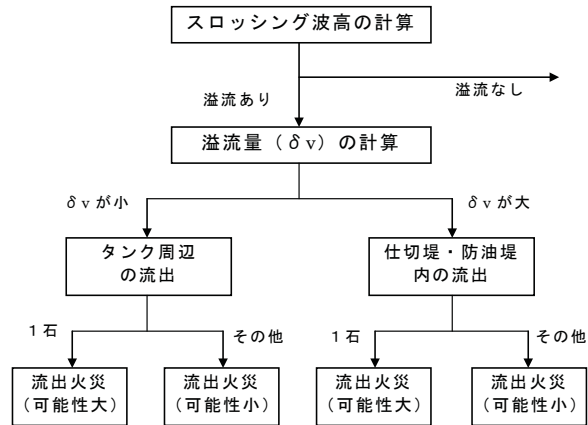 スロッシング波高の計算
溢流なし
溢流あり
溢流量(δv)の計算
δvが小
δvが大
タンク周辺
の流出
仕切堤・防油堤
内の流出
1石
その他
1石
その他
流出火災
(可能性大)
流出火災
(可能性小)
流出火災
(可能性大)
流出火災
(可能性小)